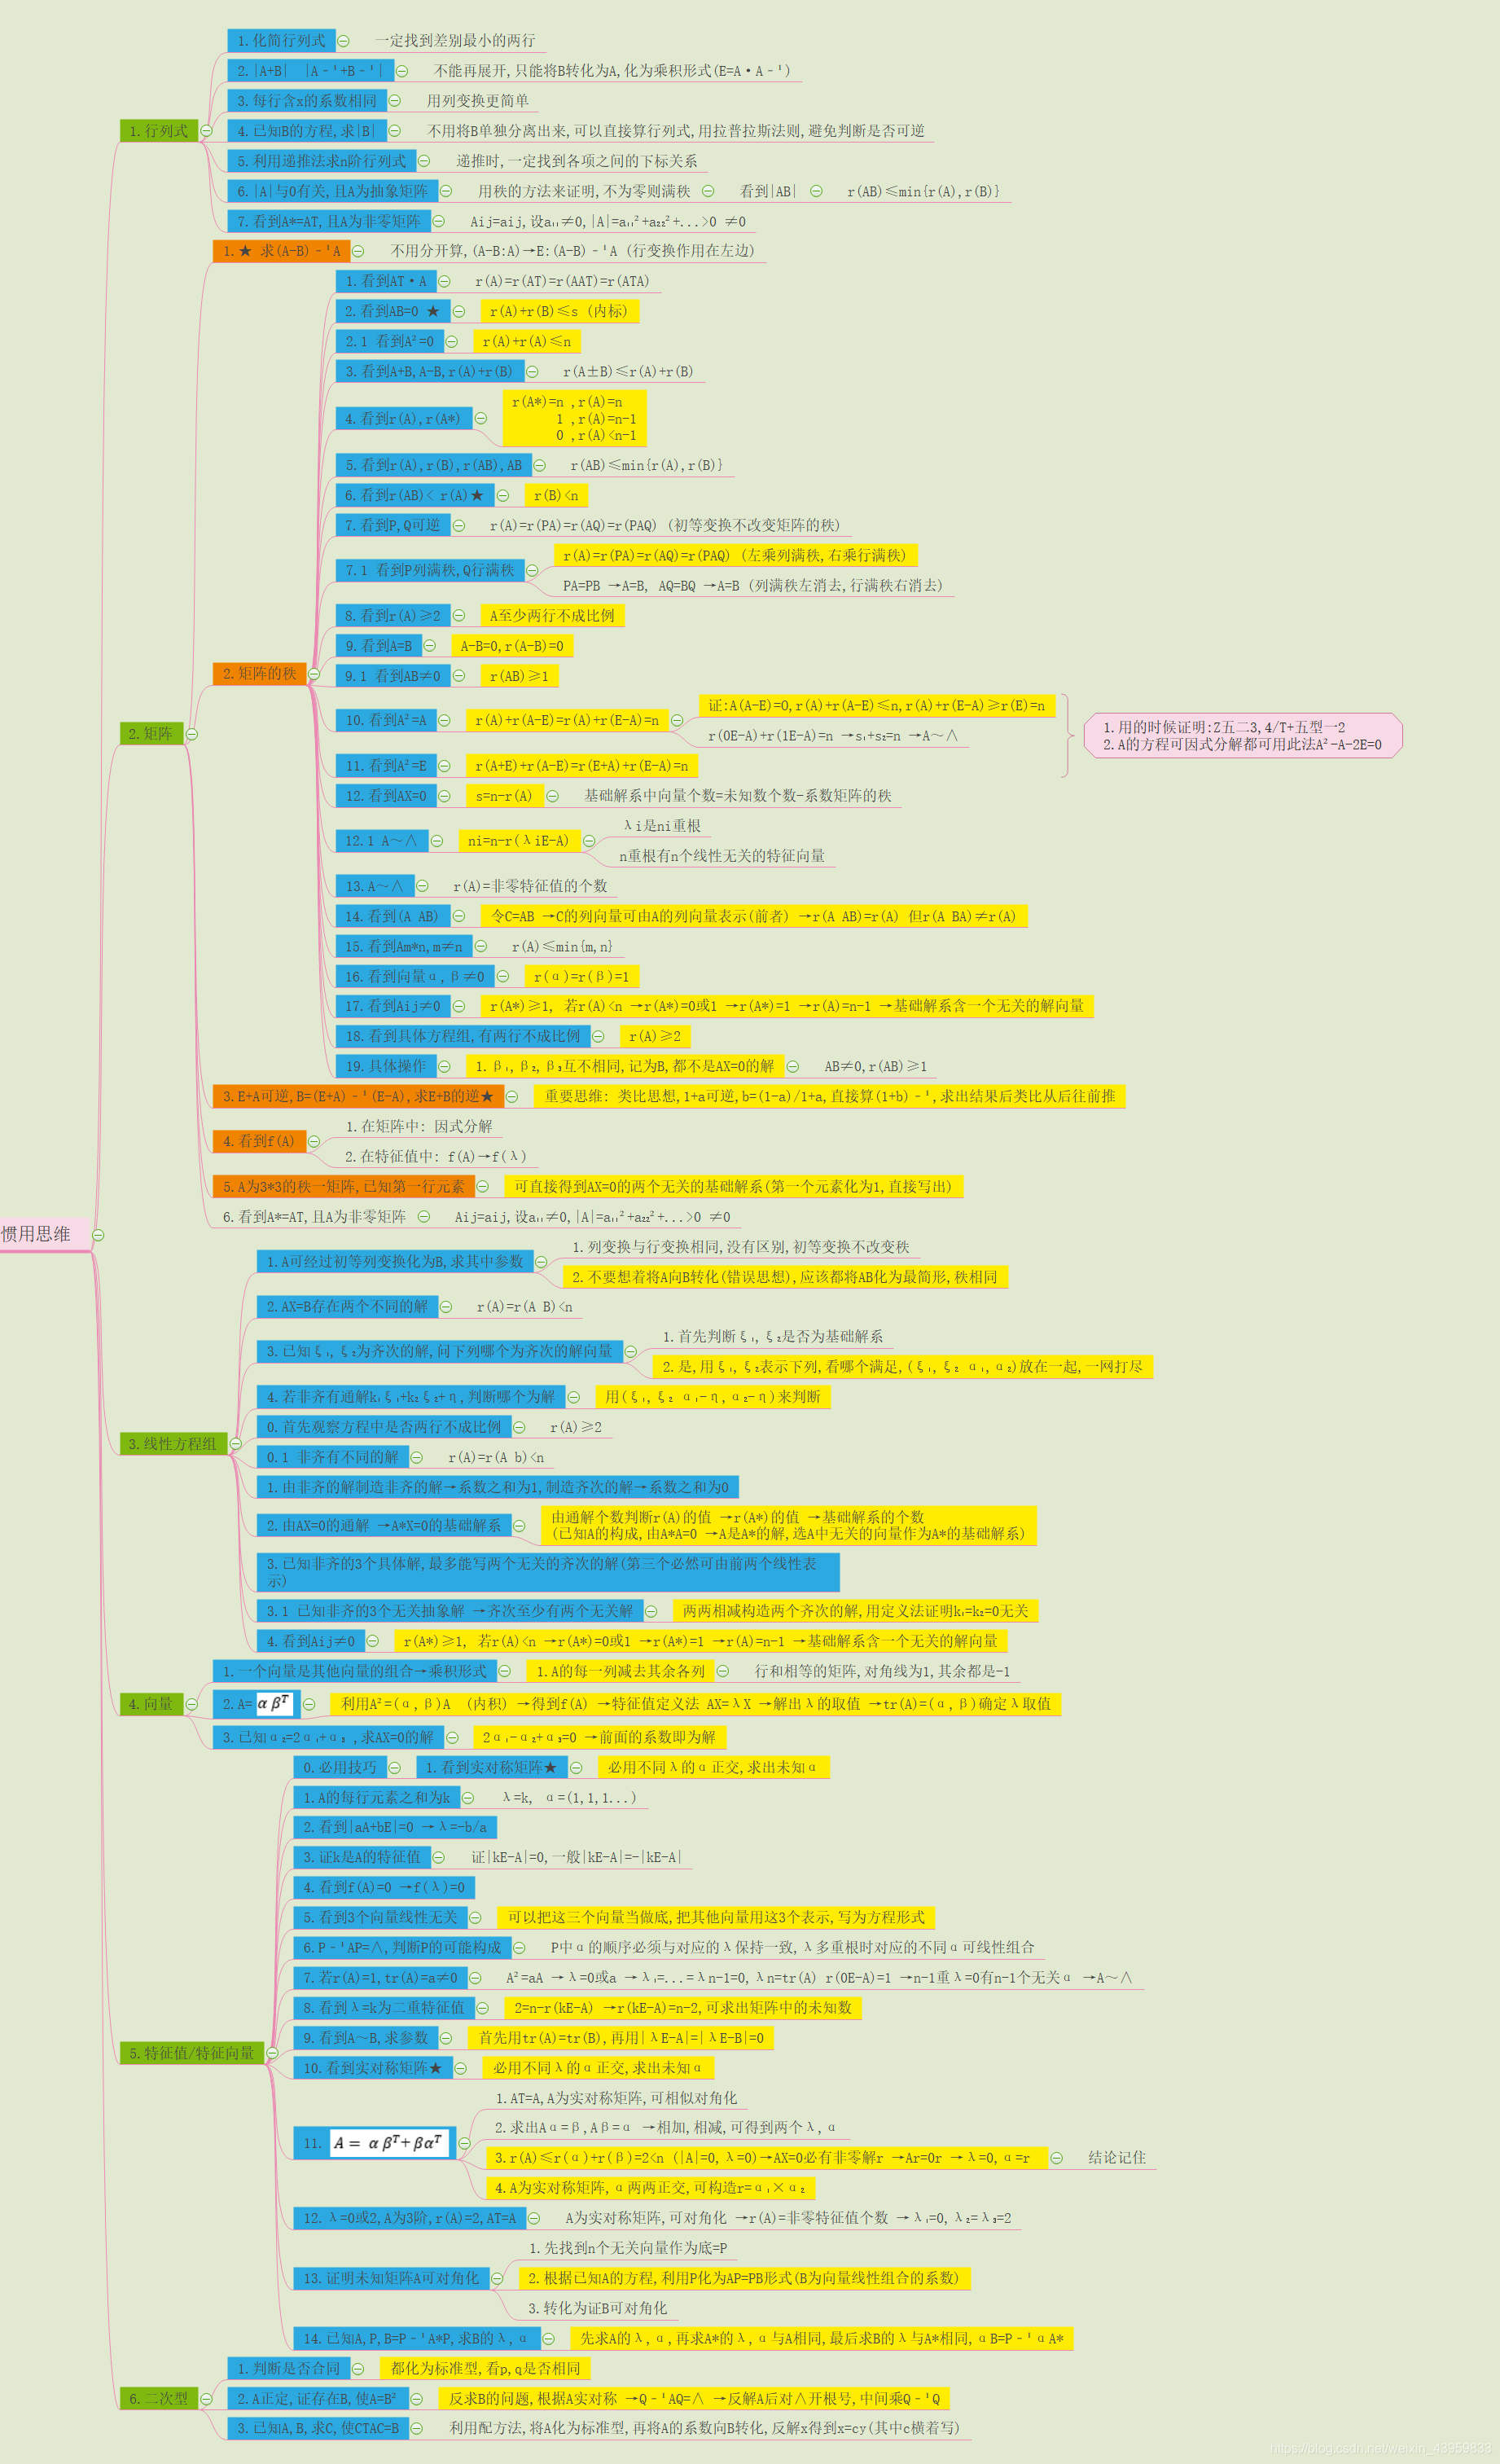 惯用思维
1.行列式
1.化简行列式
一定找到差别最小的两行
2.|A+B| |A⁻¹+B⁻¹|
不能再展开,只能将B转化为A,化为乘积形式(E=A·A⁻¹)
3.每行含x的系数相同
用列变换更简单
4.已知B的方程,求|B|
不用将B单独分离出来,可以直接算行列式,用拉普拉斯法则,避免判断是否可逆
5.利用递推法求n阶行列式
递推时,一定找到各项之间的下标关系
6.|A|与0有关,且A为抽象矩阵
用秩的方法来证明,不为零则满秩
看到|AB|
r(AB)≤min{r(A),r(B)}
7.看到A*=AT,且A为非零矩阵
Aij=aij,设a₁₁≠0,|A|=a₁₁²+a₂₂²+...>0 ≠0
2.矩阵
1.★ 求(A-B)⁻¹A
不用分开算,(A-B:A)→E:(A-B)⁻¹A (行变换作用在左边)
2.矩阵的秩
1.看到AT·A
r(A)=r(AT)=r(AAT)=r(ATA)
2.看到AB=0 ★
r(A)+r(B)≤s (内标)
2.1 看到A²=0
r(A)+r(A)≤n
3.看到A+B,A-B,r(A)+r(B)
r(A±B)≤r(A)+r(B)
4.看到r(A),r(A*)
r(A*)=n ,r(A)=n
1 ,r(A)=n-1
0 ,r(A)<n-1
5.看到r(A),r(B),r(AB),AB
r(AB)≤min{r(A),r(B)}
6.看到r(AB)< r(A)★
r(B)<n
7.看到P,Q可逆
r(A)=r(PA)=r(AQ)=r(PAQ) (初等变换不改变矩阵的秩)
7.1 看到P列满秩,Q行满秩
r(A)=r(PA)=r(AQ)=r(PAQ) (左乘列满秩,右乘行满秩)
PA=PB →A=B, AQ=BQ →A=B (列满秩左消去,行满秩右消去)
8.看到r(A)≥2
A至少两行不成比例
9.看到A=B
A-B=0,r(A-B)=0
9.1 看到AB≠0
r(AB)≥1
10.看到A²=A
r(A)+r(A-E)=r(A)+r(E-A)=n
证:A(A-E)=0,r(A)+r(A-E)≤n,r(A)+r(E-A)≥r(E)=n
r(0E-A)+r(1E-A)=n →s₁+s₂=n →A～∧
11.看到A²=E
r(A+E)+r(A-E)=r(E+A)+r(E-A)=n
1.用的时候证明:Z五二3,4/T+五型一2
2.A的方程可因式分解都可用此法A²-A-2E=0
12.看到AX=0
s=n-r(A)
基础解系中向量个数=未知数个数-系数矩阵的秩
12.1 A～∧
ni=n-r(λiE-A)
λi是ni重根
n重根有n个线性无关的特征向量
13.A～∧
r(A)=非零特征值的个数
14.看到(A AB)
令C=AB →C的列向量可由A的列向量表示(前者) →r(A AB)=r(A) 但r(A BA)≠r(A)
15.看到Am*n,m≠n
r(A)≤min{m,n}
16.看到向量α,β≠0
r(α)=r(β)=1
17.看到Aij≠0
r(A*)≥1, 若r(A)<n →r(A*)=0或1 →r(A*)=1 →r(A)=n-1 →基础解系含一个无关的解向量
18.看到具体方程组,有两行不成比例
r(A)≥2
19.具体操作
1.β₁,β₂,β₃互不相同,记为B,都不是AX=0的解
AB≠0,r(AB)≥1
3.E+A可逆,B=(E+A)⁻¹(E-A),求E+B的逆★
重要思维: 类比思想,1+a可逆,b=(1-a)/1+a,直接算(1+b)⁻¹,求出结果后类比从后往前推
4.看到f(A)
1.在矩阵中: 因式分解
2.在特征值中: f(A)→f(λ)
5.A为3*3的秩一矩阵,已知第一行元素
可直接得到AX=0的两个无关的基础解系(第一个元素化为1,直接写出)
6.看到A*=AT,且A为非零矩阵
Aij=aij,设a₁₁≠0,|A|=a₁₁²+a₂₂²+...>0 ≠0
3.线性方程组
1.A可经过初等列变换化为B,求其中参数
1.列变换与行变换相同,没有区别,初等变换不改变秩
2.不要想着将A向B转化(错误思想),应该都将AB化为最简形,秩相同
2.AX=B存在两个不同的解
r(A)=r(A B)<n
3.已知ξ₁,ξ₂为齐次的解,问下列哪个为齐次的解向量
1.首先判断ξ₁,ξ₂是否为基础解系
2.是,用ξ₁,ξ₂表示下列,看哪个满足,(ξ₁,ξ₂ α₁,α₂)放在一起,一网打尽
4.若非齐有通解k₁ξ₁+k₂ξ₂+η,判断哪个为解
用(ξ₁,ξ₂ α₁-η,α₂-η)来判断
0.首先观察方程中是否两行不成比例
r(A)≥2
0.1 非齐有不同的解
r(A)=r(A b)<n
1.由非齐的解制造非齐的解→系数之和为1,制造齐次的解→系数之和为0
2.由AX=0的通解 →A*X=0的基础解系
由通解个数判断r(A)的值 →r(A*)的值 →基础解系的个数
(已知A的构成,由A*A=0 →A是A*的解,选A中无关的向量作为A*的基础解系)
3.已知非齐的3个具体解,最多能写两个无关的齐次的解(第三个必然可由前两个线性表
示)
3.1 已知非齐的3个无关抽象解 →齐次至少有两个无关解
两两相减构造两个齐次的解,用定义法证明k₁=k₂=0无关
4.看到Aij≠0
r(A*)≥1, 若r(A)<n →r(A*)=0或1 →r(A*)=1 →r(A)=n-1 →基础解系含一个无关的解向量
4.向量
1.一个向量是其他向量的组合→乘积形式
1.A的每一列减去其余各列
行和相等的矩阵,对角线为1,其余都是-1
2.A= αβᵀ
利用A²=(α,β)A (内积) →得到f(A) →特征值定义法 AX=λX →解出λ的取值 →tr(A)=(α,β)确定λ取值
3.已知α₂=2α₁+α₃ ,求AX=0的解
2α₁-α₂+α₃=0 →前面的系数即为解
5.特征值/特征向量
0.必用技巧
1.看到实对称矩阵★
必用不同λ的α正交,求出未知α
1.A的每行元素之和为k
λ=k, α=(1,1,1...)
2.看到|aA+bE|=0 →λ=-b/a
3.证k是A的特征值
证|kE-A|=0,一般|kE-A|=-|kE-A|
4.看到f(A)=0 →f(λ)=0
5.看到3个向量线性无关
可以把这三个向量当做底,把其他向量用这3个表示,写为方程形式
6.P⁻¹AP=∧,判断P的可能构成
P中α的顺序必须与对应的λ保持一致,λ多重根时对应的不同α可线性组合
7.若r(A)=1,tr(A)=a≠0
A²=aA →λ=0或a →λ₁=...=λn-1=0,λn=tr(A) r(0E-A)=1 →n-1重λ=0有n-1个无关α →A～∧
8.看到λ=k为二重特征值
2=n-r(kE-A) →r(kE-A)=n-2,可求出矩阵中的未知数
9.看到A～B,求参数
首先用tr(A)=tr(B),再用|λE-A|=|λE-B|=0
10.看到实对称矩阵★
必用不同λ的α正交,求出未知α
11. A= αβᵀ+βαᵀ
1.AT=A,A为实对称矩阵,可相似对角化
2.求出Aα=β,Aβ=α →相加,相减,可得到两个λ,α
3.r(A)≤r(α)+r(β)=2<n (|A|=0,λ=0)→AX=0必有非零解r →Ar=0r →λ=0,α=r
结论记住
4.A为实对称矩阵,α两两正交,可构造r=α₁×α₂
12.λ=0或2,A为3阶,r(A)=2,AT=A
A为实对称矩阵,可对角化 →r(A)=非零特征值个数 →λ₁=0,λ₂=λ₃=2
13.证明未知矩阵A可对角化
1.先找到n个无关向量作为底=P
2.根据已知A的方程,利用P化为AP=PB形式(B为向量线性组合的系数)
3.转化为证B可对角化
14.已知A,P,B=P⁻¹A*P,求B的λ,α
先求A的λ,α,再求A*的λ,α与A相同,最后求B的λ与A*相同,αB=P⁻¹αA*
6.二次型
1.判断是否合同
都化为标准型,看p,q是否相同
2.A正定,证存在B,使A=B²
反求B的问题,根据A实对称 →Q⁻¹AQ=∧ →反解A后对∧开根号,中间乘Q⁻¹Q
3.已知A,B,求C,使CTAC=B
利用配方法,将A化为标准型,再将A的系数向B转化,反解x得到x=cy(其中c横着写)
https://blog.csdn.net/weixin_43959833